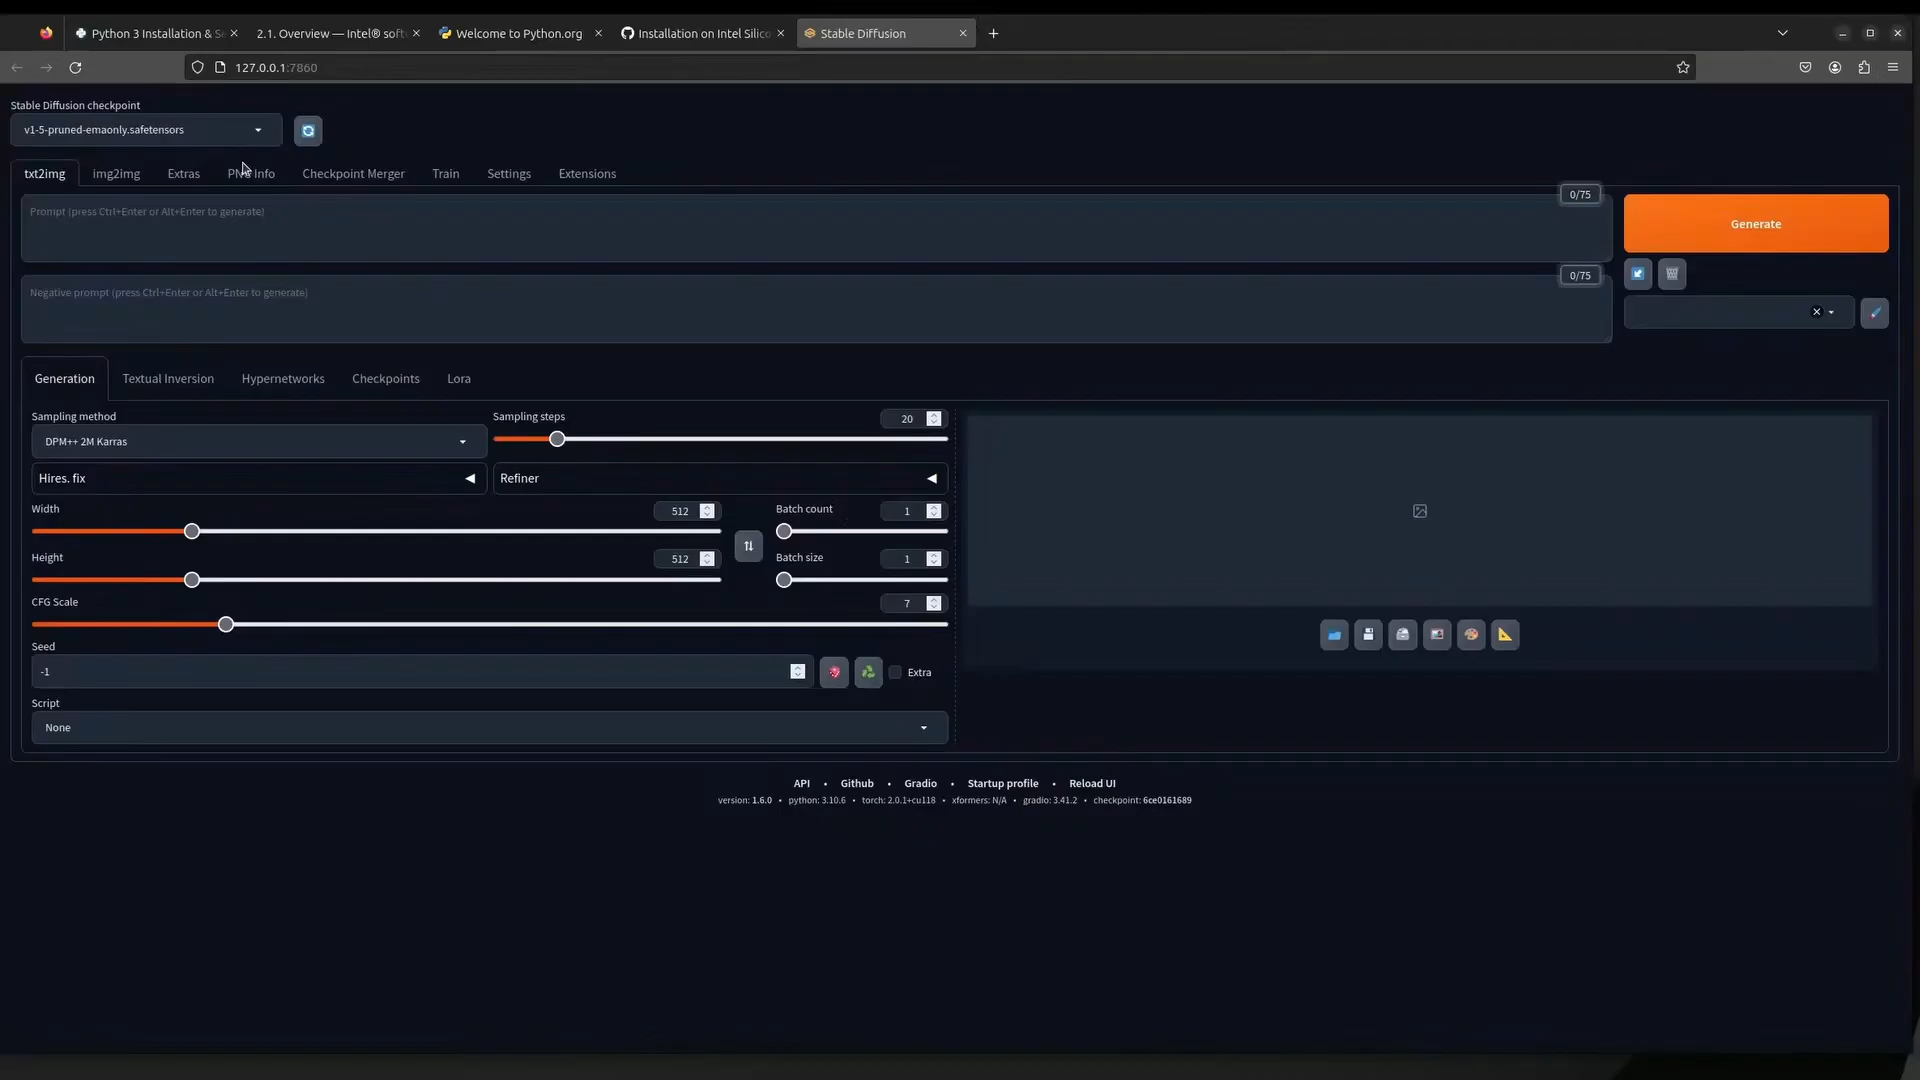 Python 3 Installation & Se
2.1. Overview — Intel® soft
Welcome to Python.org
Installation on Intel Silico
Stable Diffusion
127.0.0.1:7860
Stable Diffusion checkpoint
v1-5-pruned-emaonly.safetensors
txt2img
img2img
Extras
PNG Info
Checkpoint Merger
Train
Settings
Extensions
0/75
Prompt (press Ctrl+Enter or Alt+Enter to generate)
Generate
0/75
Negative prompt (press Ctrl+Enter or Alt+Enter to generate)
Generation
Textual Inversion
Hypernetworks
Checkpoints
Lora
Sampling method
DPM++ 2M Karras
Sampling steps
20
Hires. fix
Refiner
Width
512
Batch count
1
Height
512
Batch size
1
CFG Scale
7
Seed
-1
Extra
Script
None
API • Github • Gradio • Startup profile • Reload UI
version: 1.6.0 • python: 3.10.6 • torch: 2.0.1+cu118 • xformers: N/A • gradio: 3.41.2 • checkpoint: 6ce0161689